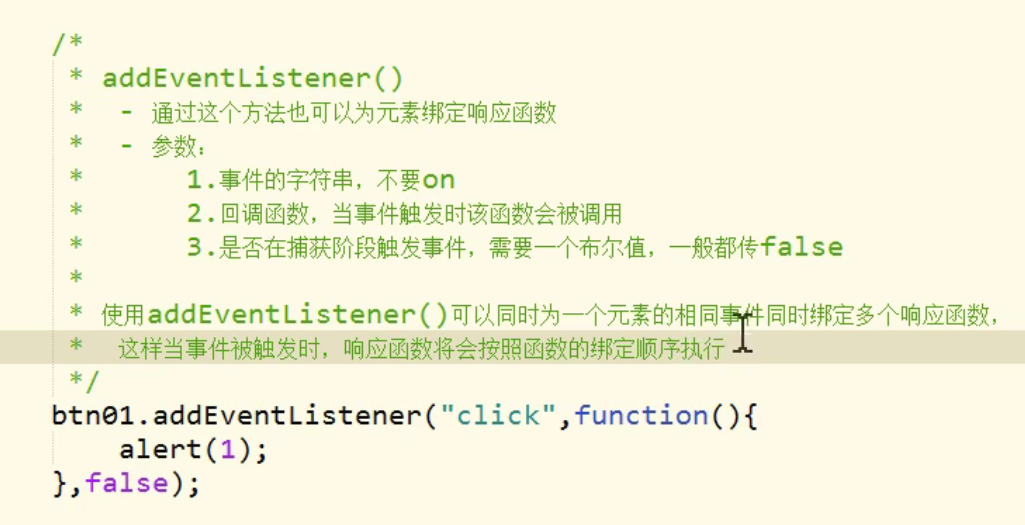 /*
 * addEventListener()
 *  - 通过这个方法也可以为元素绑定响应函数
 *  - 参数：
 *      1.事件的字符串，不要on
 *      2.回调函数，当事件触发时该函数会被调用
 *      3.是否在捕获阶段触发事件，需要一个布尔值，一般都传false
 *
 * 使用addEventListener()可以同时为一个元素的相同事件同时绑定多个响应函数，
 *  这样当事件被触发时，响应函数将会按照函数的绑定顺序执行
 */
btn01.addEventListener("click",function(){
    alert(1);
},false);